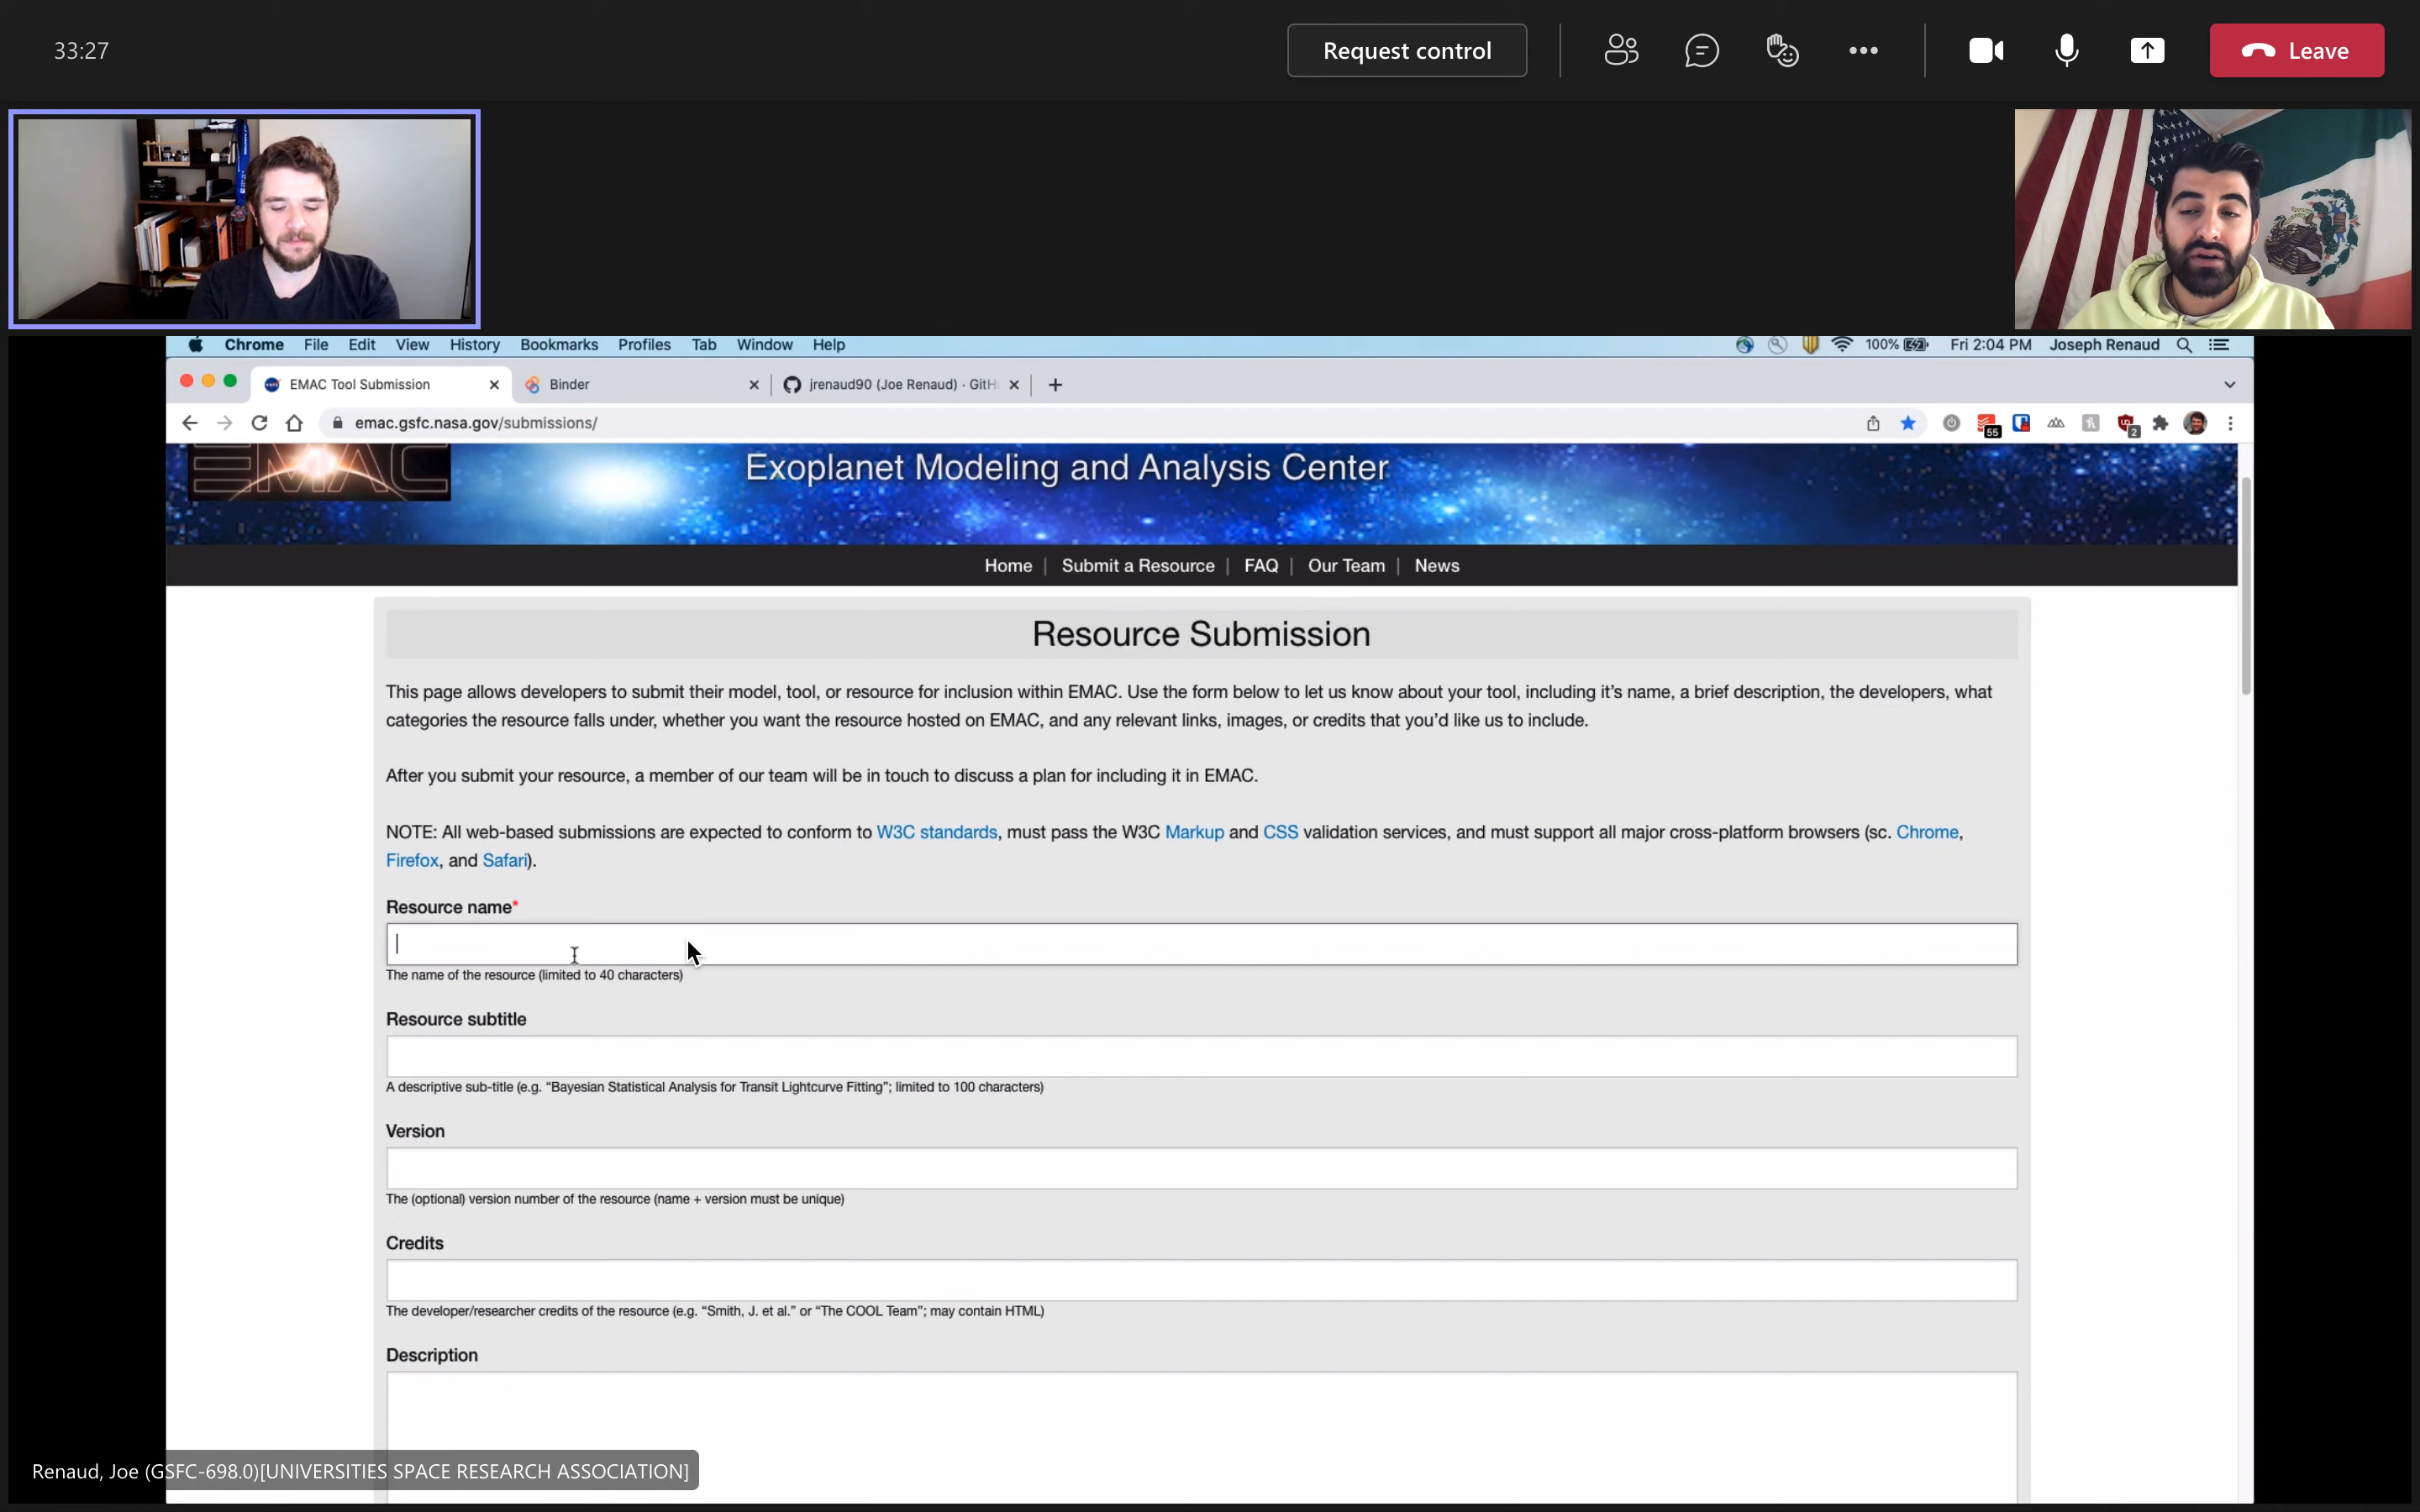 33:27
Request control
Leave
Chrome File Edit View History Bookmarks Profiles Tab Window Help
100% Fri 2:04 PM Joseph Renaud
EMAC Tool Submission
Binder
jrenaud90 (Joe Renaud) · GitH
emac.gsfc.nasa.gov/submissions/
55
2
EMAC
Exoplanet Modeling and Analysis Center
Home | Submit a Resource | FAQ | Our Team | News
Resource Submission
This page allows developers to submit their model, tool, or resource for inclusion within EMAC. Use the form below to let us know about your tool, including it's name, a brief description, the developers, what
categories the resource falls under, whether you want the resource hosted on EMAC, and any relevant links, images, or credits that you'd like us to include.
After you submit your resource, a member of our team will be in touch to discuss a plan for including it in EMAC.
NOTE: All web-based submissions are expected to conform to W3C standards, must pass the W3C Markup and CSS validation services, and must support all major cross-platform browsers (sc. Chrome,
Firefox, and Safari).
Resource name*
The name of the resource (limited to 40 characters)
Resource subtitle
A descriptive sub-title (e.g. “Bayesian Statistical Analysis for Transit Lightcurve Fitting”; limited to 100 characters)
Version
The (optional) version number of the resource (name + version must be unique)
Credits
The developer/researcher credits of the resource (e.g. “Smith, J. et al.” or “The COOL Team”; may contain HTML)
Description
Renaud, Joe (GSFC-698.0)[UNIVERSITIES SPACE RESEARCH ASSOCIATION]